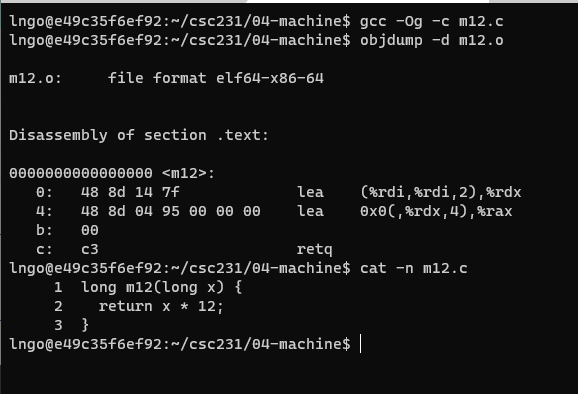 lngo@e49c35f6ef92:~/csc231/04-machine$ gcc -Og -c m12.c
lngo@e49c35f6ef92:~/csc231/04-machine$ objdump -d m12.o
m12.o:     file format elf64-x86-64
Disassembly of section .text:
0000000000000000 <m12>:
   0:   48 8d 14 7f             lea    (%rdi,%rdi,2),%rdx
   4:   48 8d 04 95 00 00 00    lea    0x0(,%rdx,4),%rax
   b:   00
   c:   c3                      retq
lngo@e49c35f6ef92:~/csc231/04-machine$ cat -n m12.c
     1  long m12(long x) {
     2    return x * 12;
     3  }
lngo@e49c35f6ef92:~/csc231/04-machine$